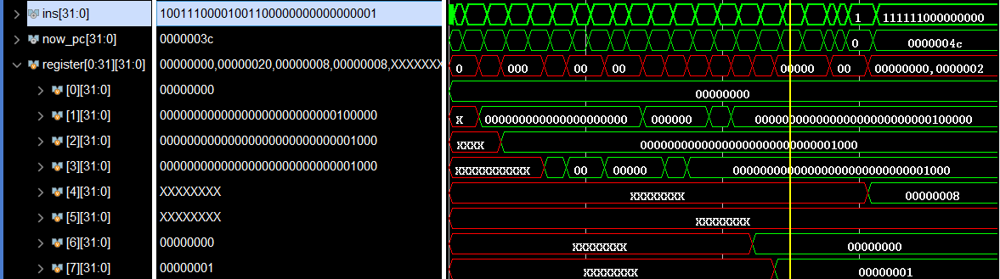 ins[31:0] 10011100001001100000000000000001 1 111111000000000
now_pc[31:0] 0000003c 0 0000004c
register[0:31][31:0] 00000000,00000020,00000008,00000008,XXXXXXX 0 000 00 00 00000 00 00000000,0000002
[0][31:0] 00000000 00000000
[1][31:0] 00000000000000000000000000100000 X 0000000000000000000000 000000 00000000000000000000000000100000
[2][31:0] 00000000000000000000000000001000 XXXX 00000000000000000000000000001000
[3][31:0] 00000000000000000000000000001000 XXXXXXXXXXXX 00 00000 00000000000000000000000000001000
[4][31:0] XXXXXXXX XXXXXXXX 00000008
[5][31:0] XXXXXXXX XXXXXXXX
[6][31:0] 00000000 XXXXXXXX 00000000
[7][31:0] 00000001 XXXXXXXX 00000001